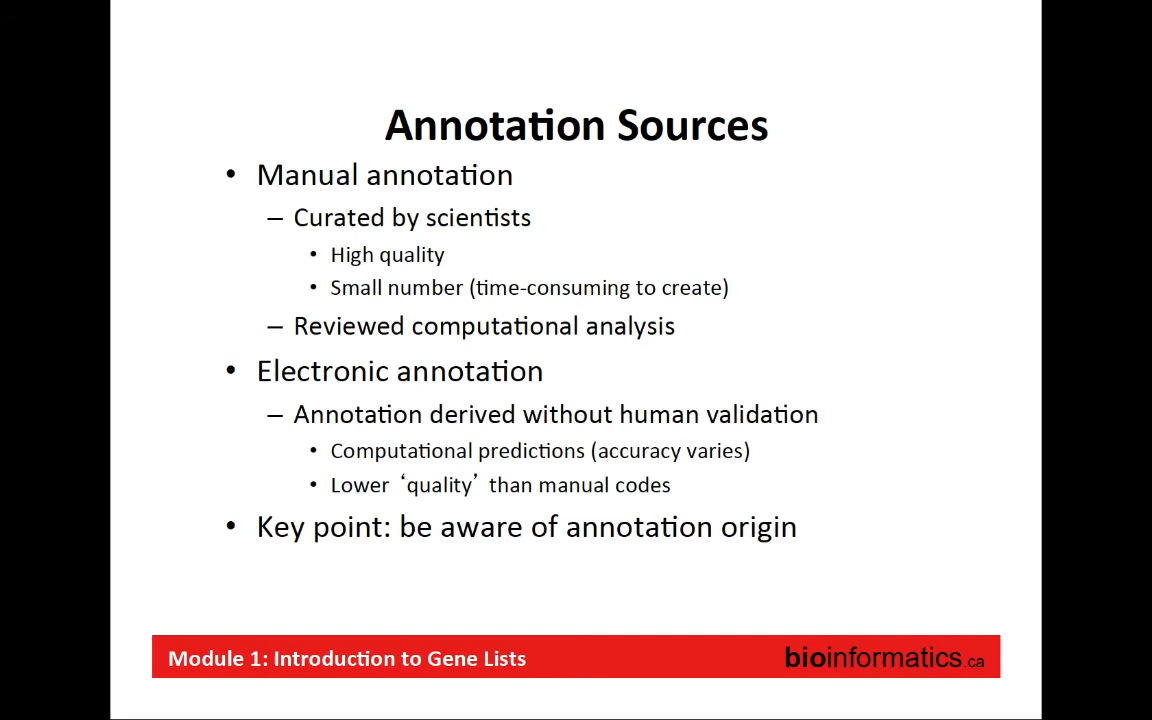 Annotation Sources
• Manual annotation
– Curated by scientists
• High quality
• Small number (time-consuming to create)
– Reviewed computational analysis
• Electronic annotation
– Annotation derived without human validation
• Computational predictions (accuracy varies)
• Lower ‘quality’ than manual codes
• Key point: be aware of annotation origin
Module 1: Introduction to Gene Lists
bioinformatics.ca